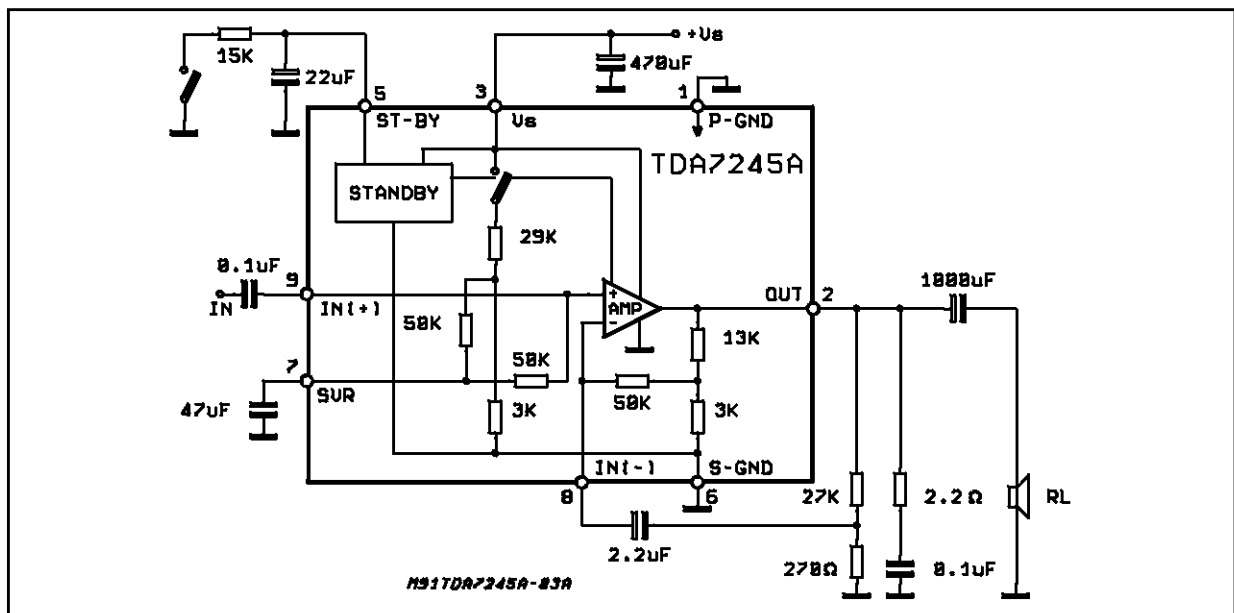 +Vs
15K
22uF
470uF
5
3
1
ST-BY
Vs
P-GND
TDA7245A
STANDBY
29K
0.1uF
9
IN
IN(+)
+
AMP
-
OUT
2
1000uF
50K
13K
7
SVR
50K
50K
47uF
3K
3K
IN(-)
S-GND
8
6
27K
2.2Ω
RL
2.2uF
270Ω
0.1uF
M91TDA7245A-03A